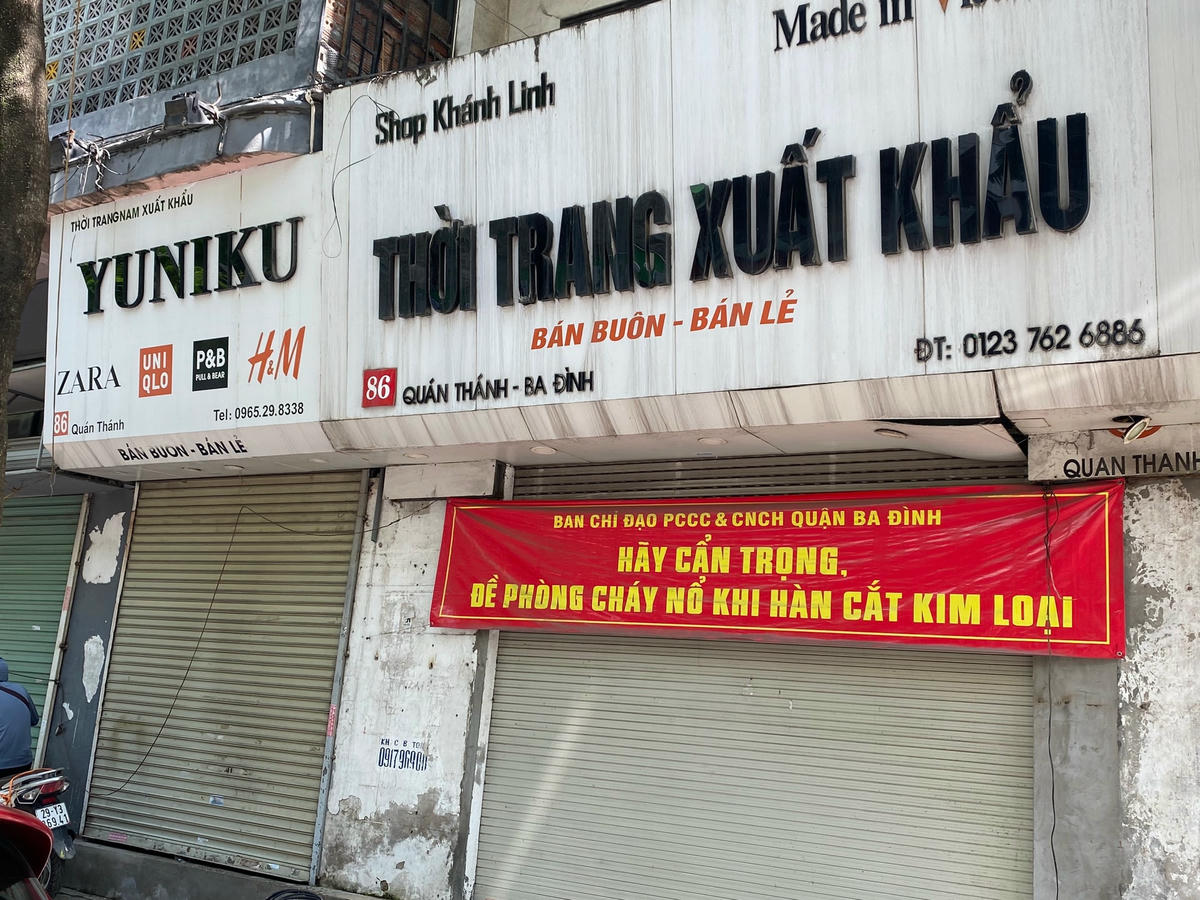 Made in
Shop Khánh Linh
THỜI TRANG XUẤT KHẨU
BÁN BUÔN - BÁN LẺ
ĐT: 0123 762 6886
86 QUÁN THÁNH - BA ĐÌNH
THỜI TRANGNAM XUẤT KHẨU
YUNIKU
ZARA
UNI
QLO
P&B
PULL & BEAR
H&M
Tel: 0965.29.8338
86 Quán Thánh
BÁN BUÔN - BÁN LẺ
QUAN THANH
BAN CHỈ ĐẠO PCCC & CNCH QUẬN BA ĐÌNH
HÃY CẨN TRỌNG,
ĐỀ PHÒNG CHÁY NỔ KHI HÀN CẮT KIM LOẠI
29-T3